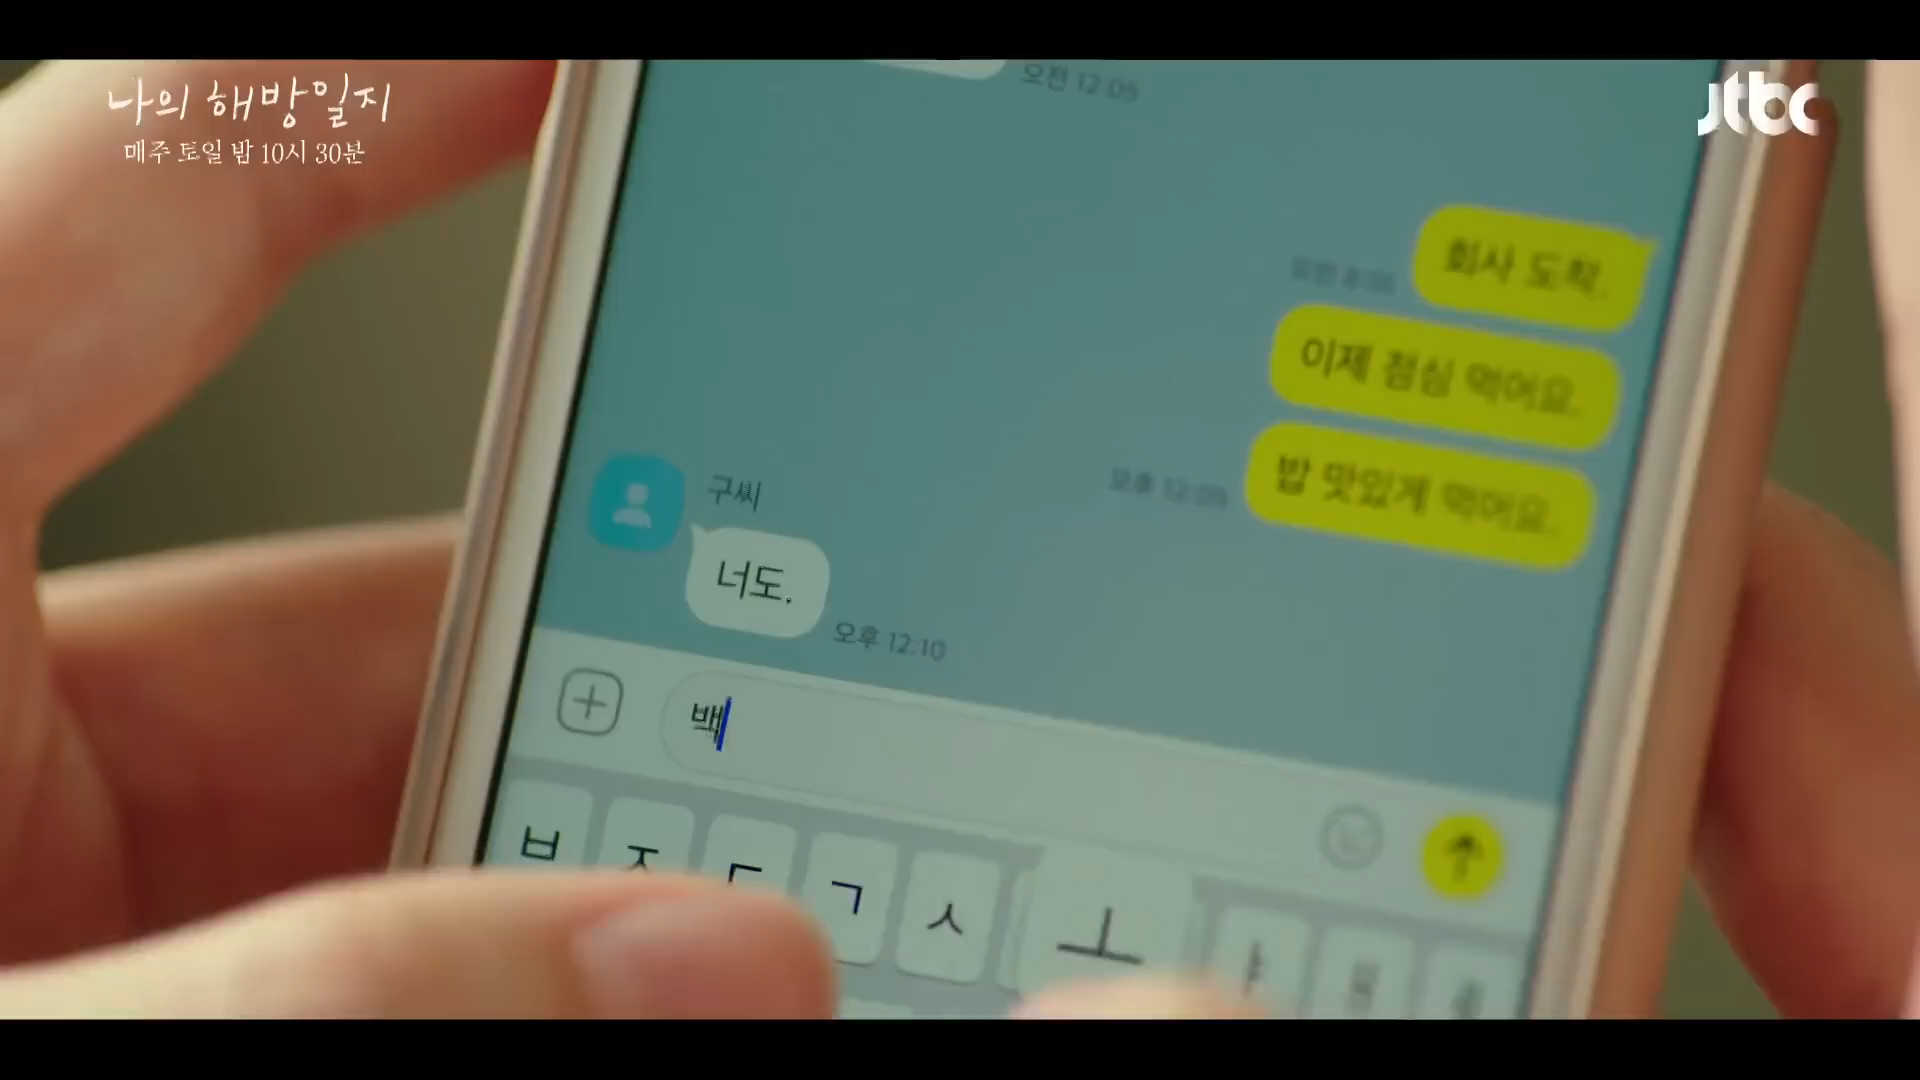 나의 해방일지
매주 토일 밤 10시 30분
jtbc
오전 12:05
회사 도착.
이제 점심 먹어요.
밥 맛있게 먹어요.
오후 12:09
구씨
너도.
오후 12:10
백
ㅂ ㅈ ㄷ ㄱ ㅅ ㅗ ㅑ